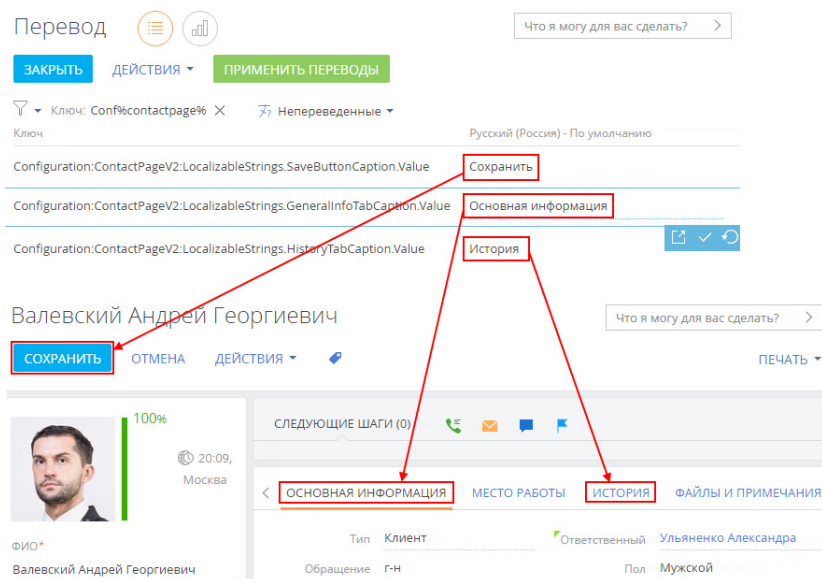 Перевод
Что я могу для вас сделать?
ЗАКРЫТЬ ДЕЙСТВИЯ ПРИМЕНИТЬ ПЕРЕВОДЫ
Ключ: Conf%contactpage% Непереведенные
Ключ Русский (Россия) - По умолчанию
Configuration:ContactPageV2:LocalizableStrings.SaveButtonCaption.Value Сохранить
Configuration:ContactPageV2:LocalizableStrings.GeneralInfoTabCaption.Value Основная информация
Configuration:ContactPageV2:LocalizableStrings.HistoryTabCaption.Value История
Валевский Андрей Георгиевич
Что я могу для вас сделать?
СОХРАНИТЬ ОТМЕНА ДЕЙСТВИЯ ПЕЧАТЬ
100%
СЛЕДУЮЩИЕ ШАГИ (0)
20:09,
Москва
ОСНОВНАЯ ИНФОРМАЦИЯ МЕСТО РАБОТЫ ИСТОРИЯ ФАЙЛЫ И ПРИМЕЧАНИЯ
Тип Клиент Ответственный Ульяненко Александра
ФИО*
Валевский Андрей Георгиевич
Обращение г-н Пол Мужской